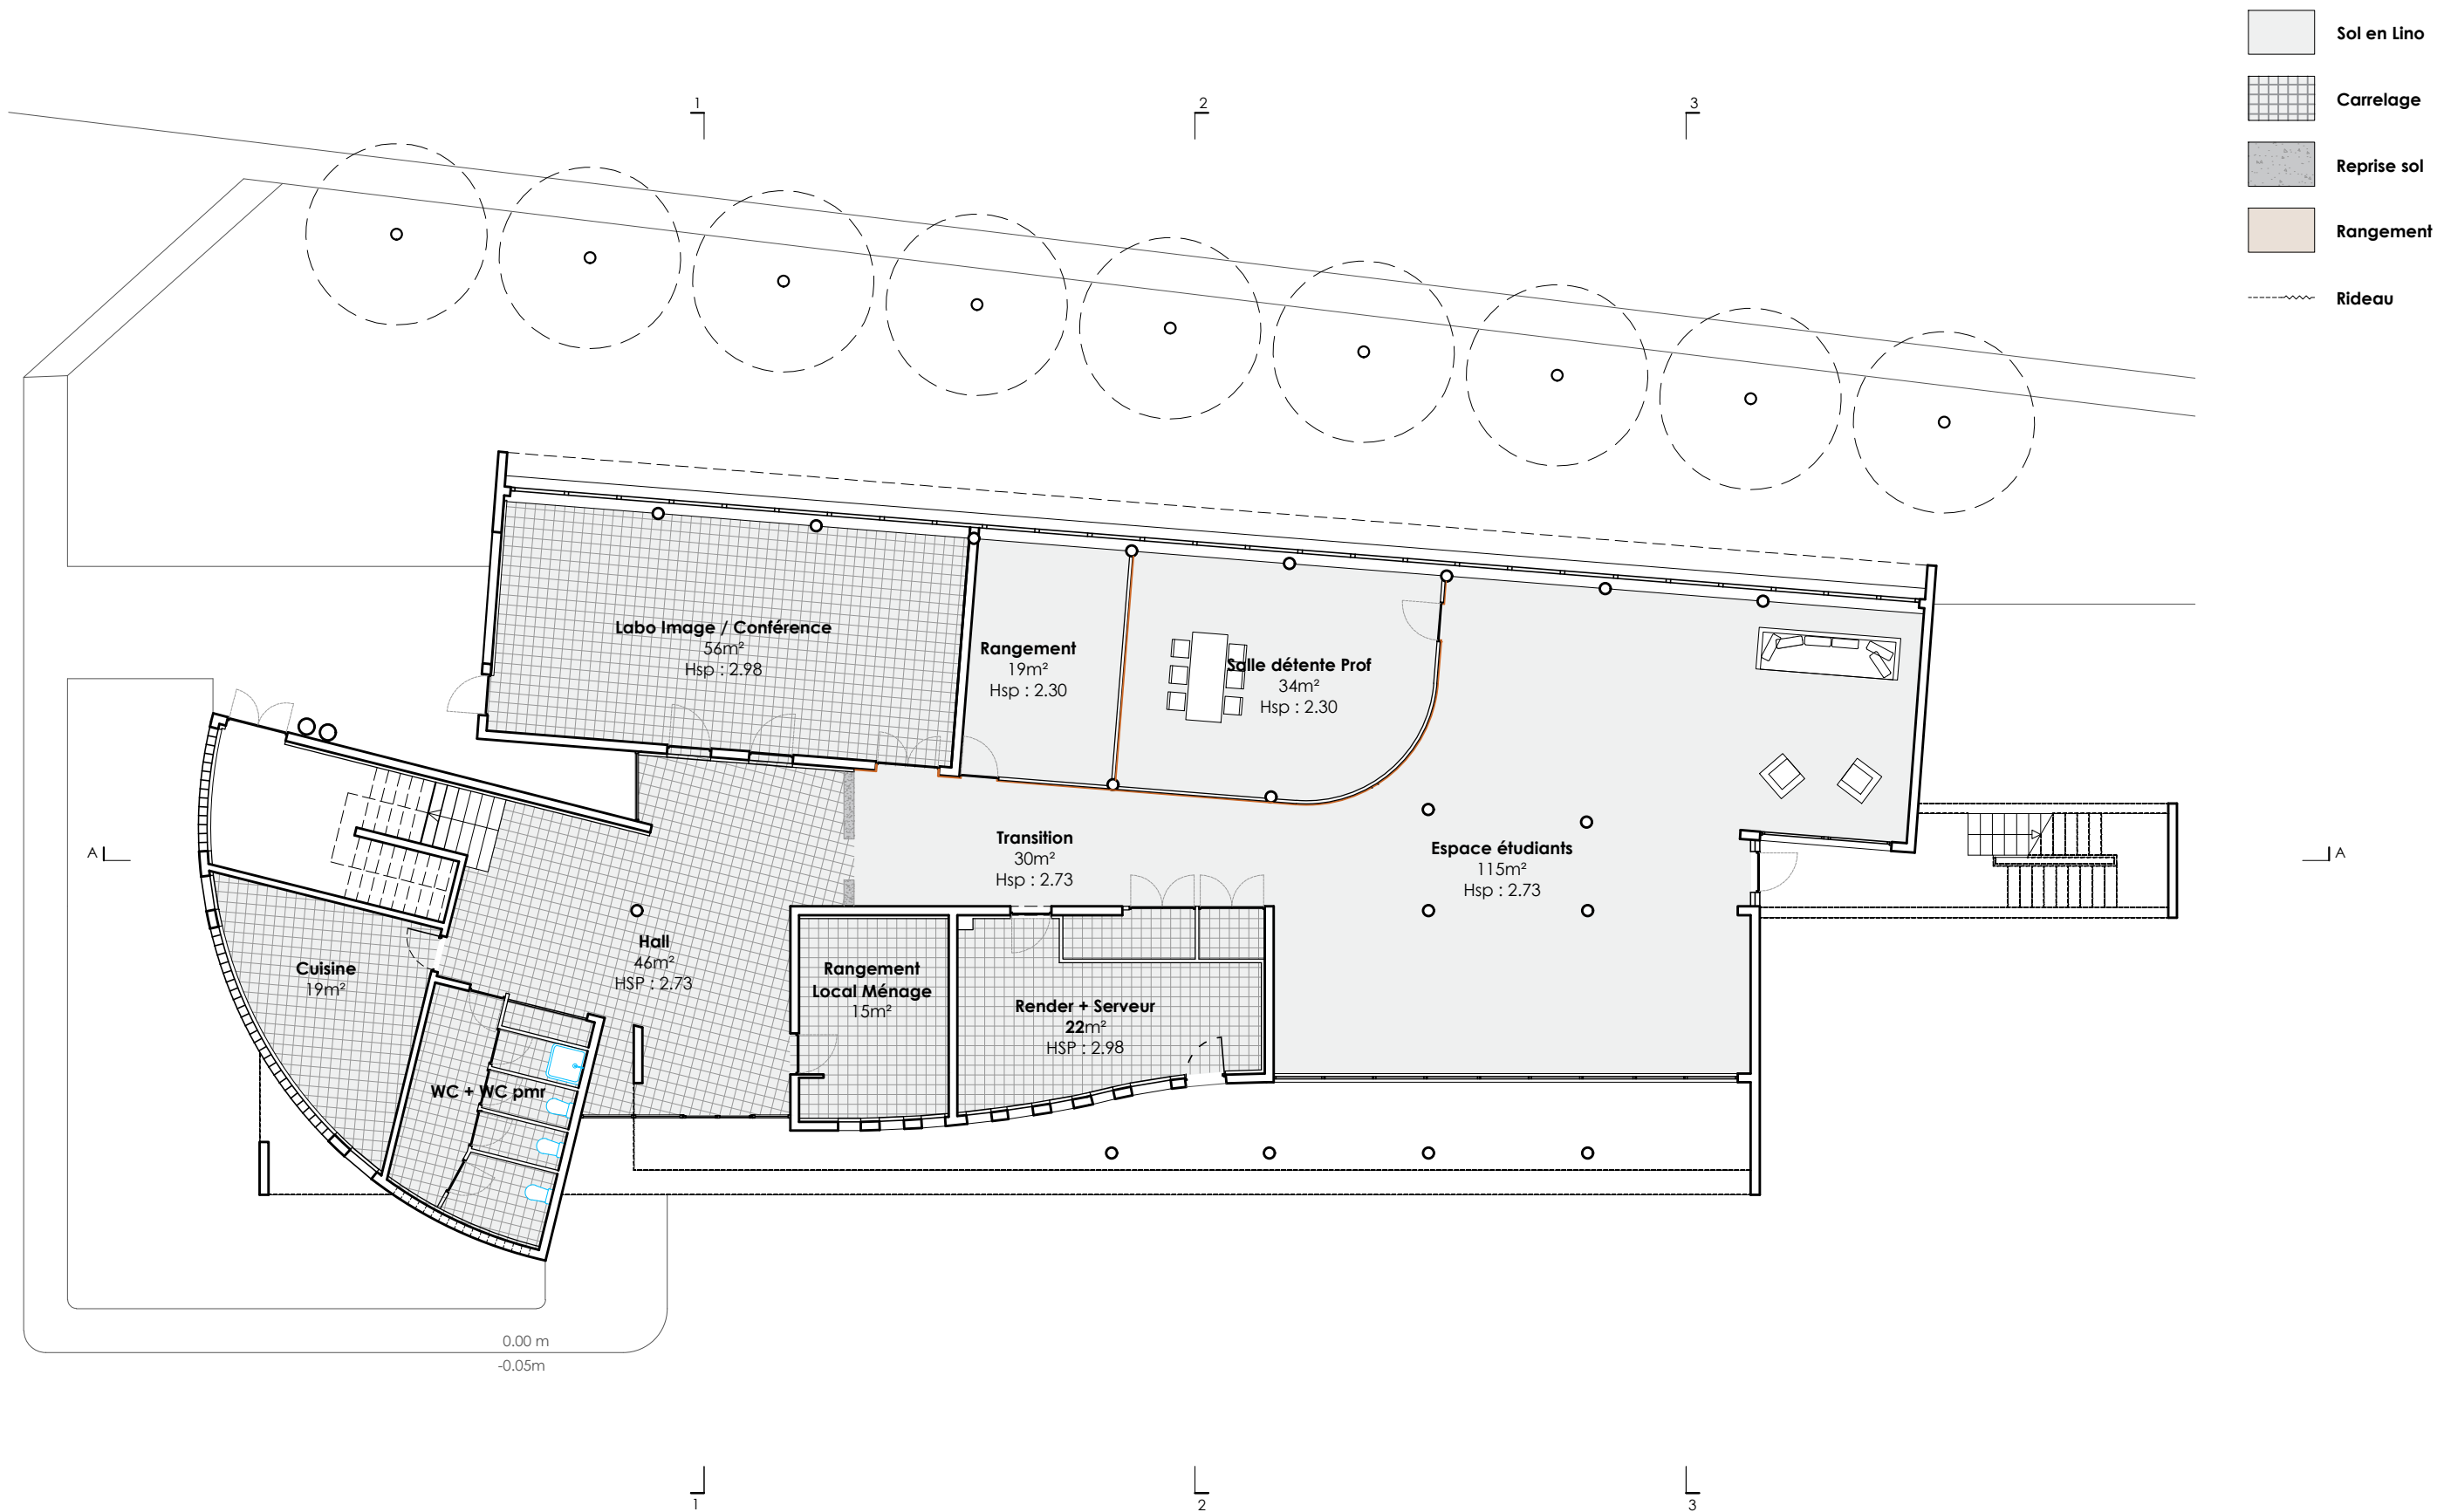 Sol en Lino
Carrelage
Reprise sol
Rangement
Rideau
1
2
3
Labo Image / Conférence
56m²
Hsp : 2.98
Rangement
19m²
Hsp : 2.30
Salle détente Prof
34m²
Hsp : 2.30
A
Transition
30m²
Hsp : 2.73
Espace étudiants
115m²
Hsp : 2.73
A
Hall
46m²
HSP : 2.73
Cuisine
19m²
Rangement
Local Ménage
15m²
Render + Serveur
22m²
HSP : 2.98
WC + WC pmr
0.00 m
-0.05m
1
2
3